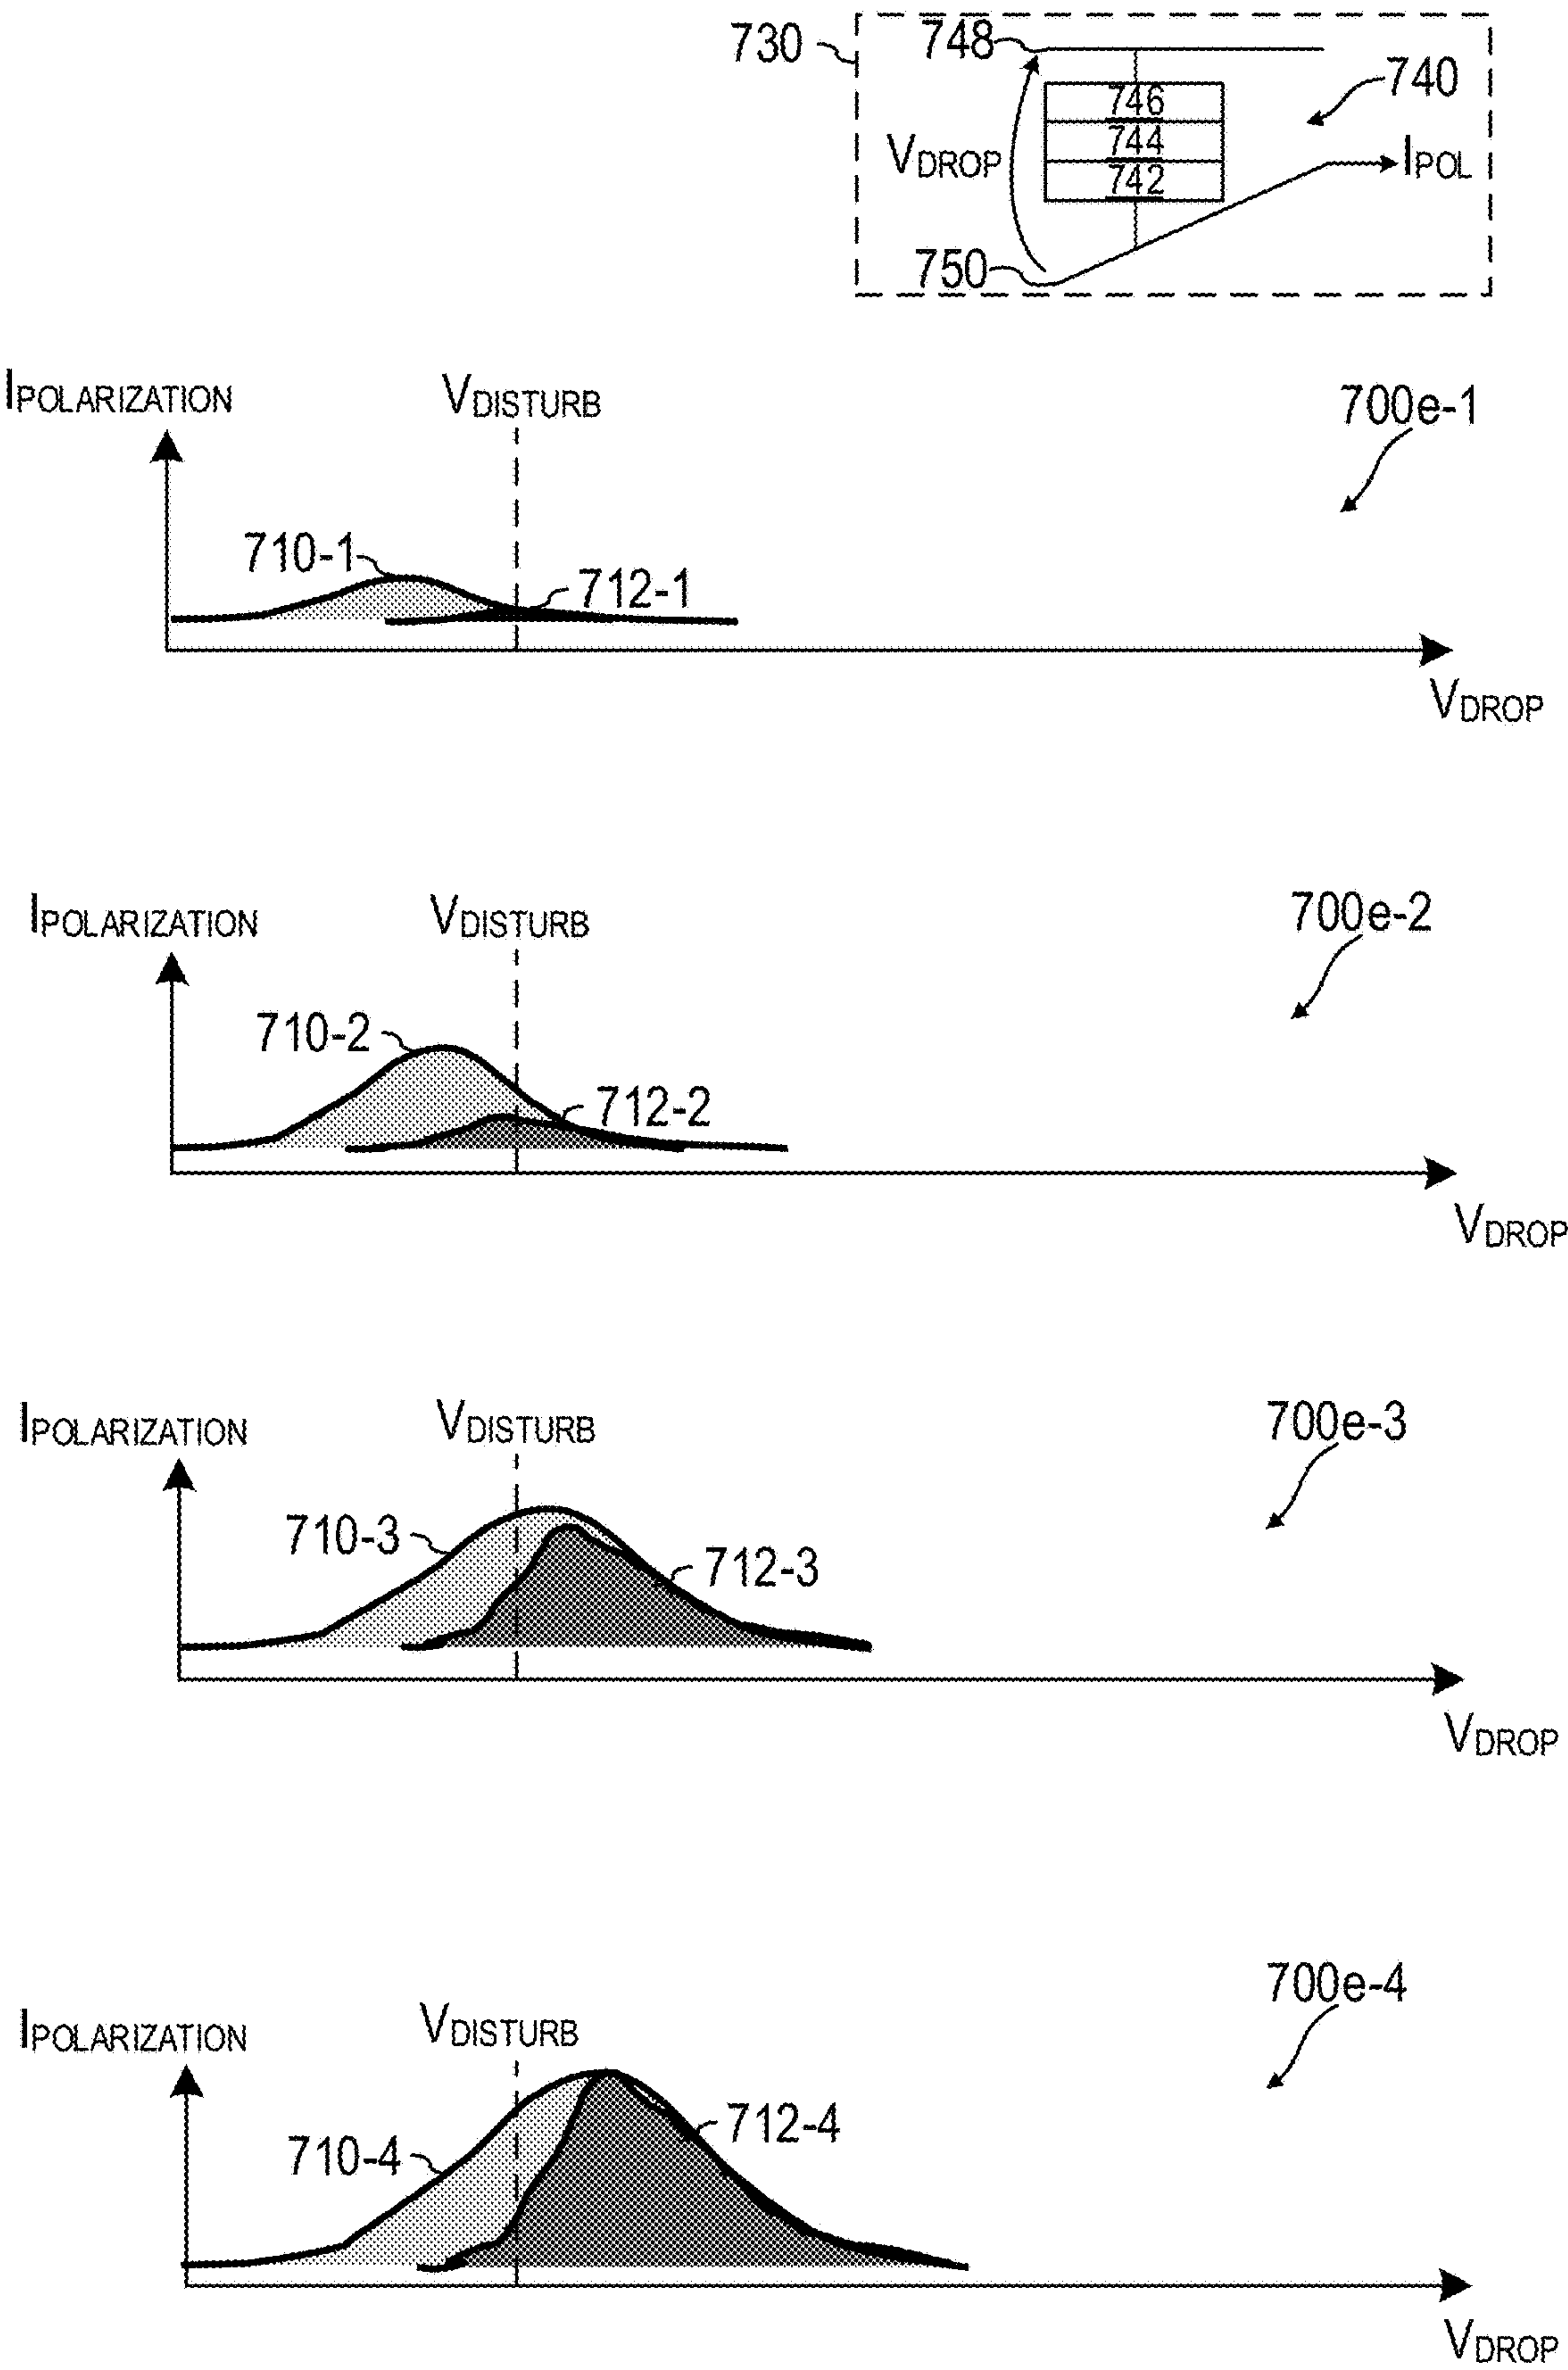 730
748
740
746
744
742
VDROP
IPOL
750
IPOLARIZATION
VDISTURB
700e-1
710-1
712-1
VDROP
IPOLARIZATION
VDISTURB
700e-2
710-2
712-2
VDROP
IPOLARIZATION
VDISTURB
700e-3
710-3
712-3
VDROP
IPOLARIZATION
VDISTURB
700e-4
710-4
712-4
VDROP